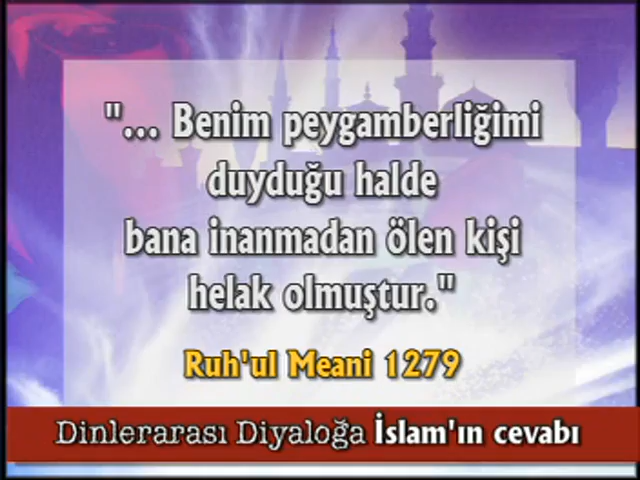 "... Benim peygamberliğimi
duyduğu halde
bana inanmadan ölen kişi
helak olmuştur."
Ruh'ul Meani 1279
Dinlerarası Diyaloğa İslam'ın cevabı